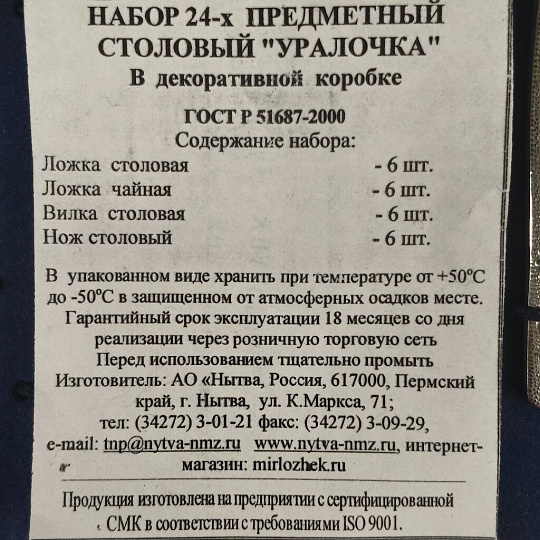 НАБОР 24-х ПРЕДМЕТНЫЙ
СТОЛОВЫЙ "УРАЛОЧКА"
В декоративной коробке
ГОСТ Р 51687-2000
Содержание набора:
Ложка столовая - 6 шт.
Ложка чайная - 6 шт.
Вилка столовая - 6 шт.
Нож столовый - 6 шт.
В упакованном виде хранить при температуре от +50ºС
до -50ºС в защищенном от атмосферных осадков месте.
Гарантийный срок эксплуатации 18 месяцев со дня
реализации через розничную торговую сеть
Перед использованием тщательно промыть
Изготовитель: АО «Нытва, Россия, 617000, Пермский
край, г. Нытва, ул. К.Маркса, 71;
тел: (34272) 3-01-21 факс: (34272) 3-09-29,
e-mail: tnp@nytva-nmz.ru www.nytva-nmz.ru, интернет-
магазин: mirlozhek.ru
Продукция изготовлена на предприятии с сертифицированной
СМК в соответствии с требованиями ISO 9001.